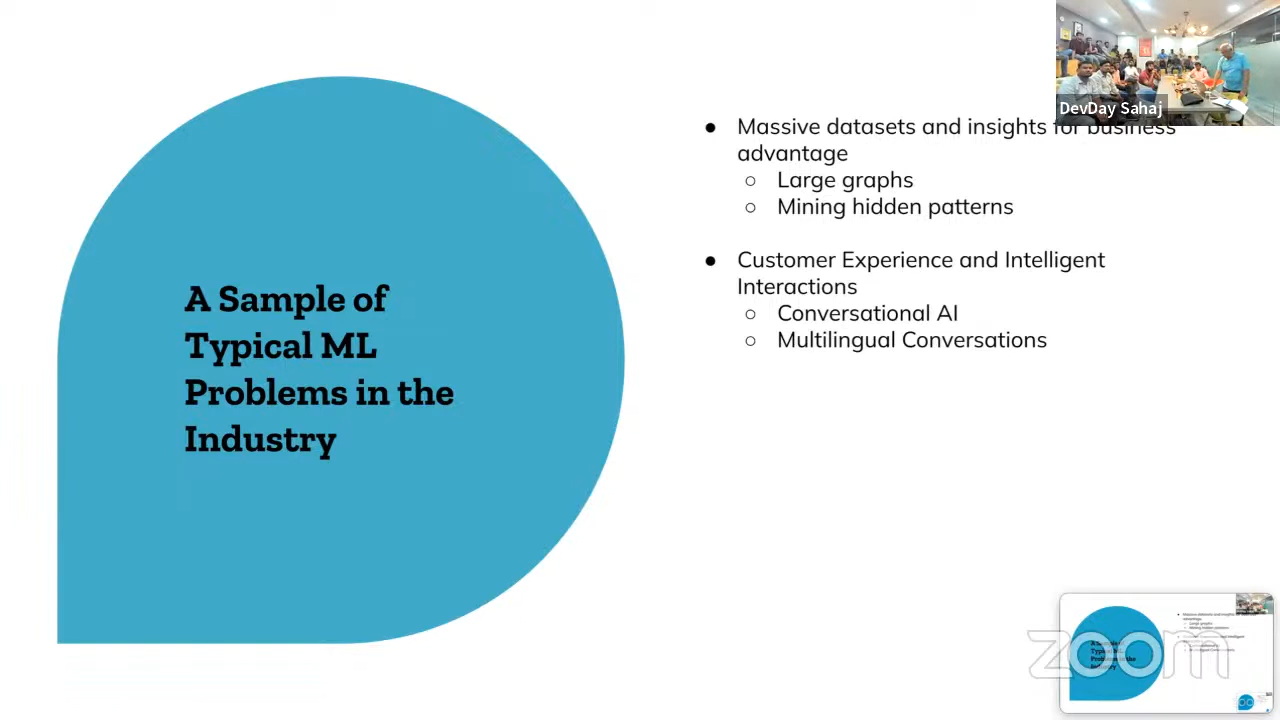 DevDay Sahaj
● Massive datasets and insights for business
advantage
○ Large graphs
○ Mining hidden patterns
● Customer Experience and Intelligent
Interactions
○ Conversational AI
○ Multilingual Conversations
A Sample of
Typical ML
Problems in the
Industry
zoom